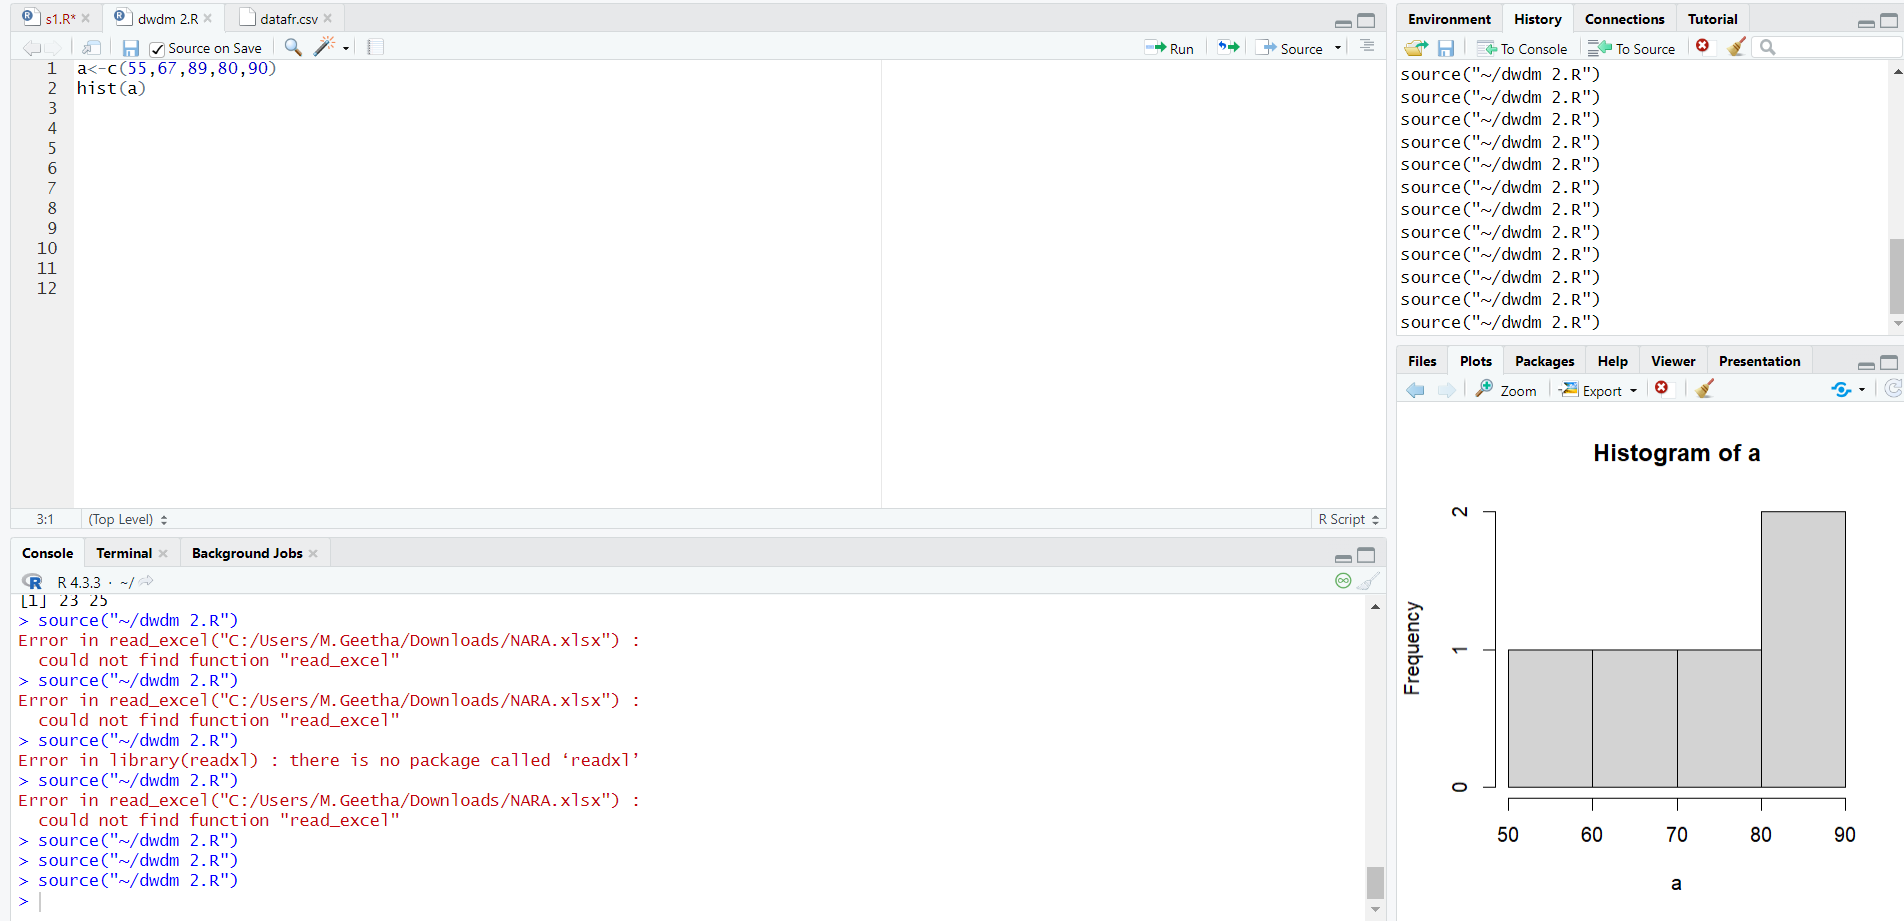 s1.R*
dwdm 2.R
datafr.csv
Source on Save
Run
Source
1 a<-c(55,67,89,80,90)
2 hist(a)
3
4
5
6
7
8
9
10
11
12
3:1 (Top Level) R Script
Console Terminal Background Jobs
R 4.3.3 · ~/
[1] 23 25
> source("~/dwdm 2.R")
Error in read_excel("C:/Users/M.Geetha/Downloads/NARA.xlsx") :
could not find function "read_excel"
> source("~/dwdm 2.R")
Error in read_excel("C:/Users/M.Geetha/Downloads/NARA.xlsx") :
could not find function "read_excel"
> source("~/dwdm 2.R")
Error in library(readxl) : there is no package called ‘readxl’
> source("~/dwdm 2.R")
Error in read_excel("C:/Users/M.Geetha/Downloads/NARA.xlsx") :
could not find function "read_excel"
> source("~/dwdm 2.R")
> source("~/dwdm 2.R")
> source("~/dwdm 2.R")
>
Environment History Connections Tutorial
To Console To Source
source("~/dwdm 2.R")
source("~/dwdm 2.R")
source("~/dwdm 2.R")
source("~/dwdm 2.R")
source("~/dwdm 2.R")
source("~/dwdm 2.R")
source("~/dwdm 2.R")
source("~/dwdm 2.R")
source("~/dwdm 2.R")
source("~/dwdm 2.R")
source("~/dwdm 2.R")
source("~/dwdm 2.R")
Files Plots Packages Help Viewer Presentation
Zoom Export
Histogram of a
Frequency
2
1
0
50 60 70 80 90
a